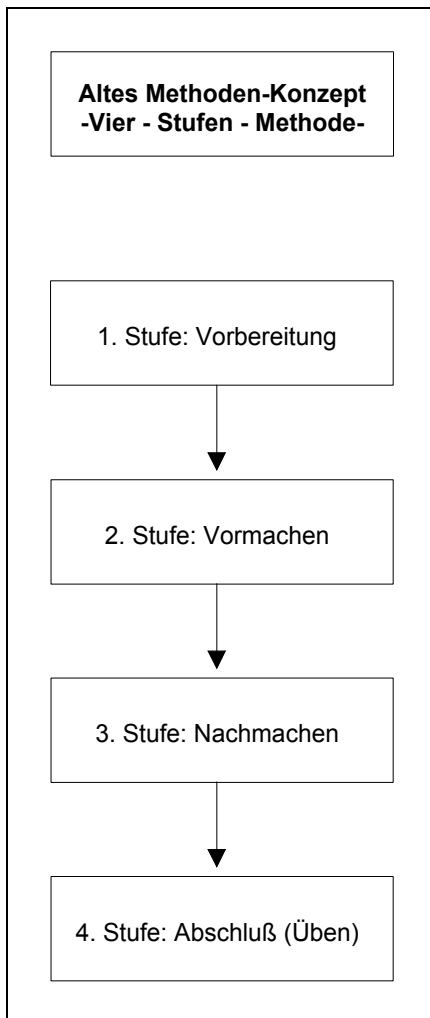 Altes Methoden-Konzept
-Vier - Stufen - Methode-
1. Stufe: Vorbereitung
2. Stufe: Vormachen
3. Stufe: Nachmachen
4. Stufe: Abschluß (Üben)